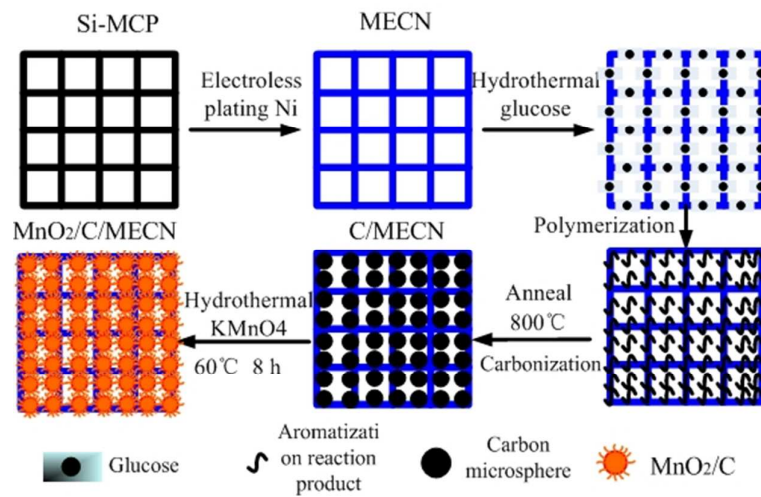 Si-MCP
MECN
Electroless
plating Ni
Hydrothermal
glucose
Polymerization
MnO2/C/MECN
C/MECN
Hydrothermal
KMnO4
60℃ 8 h
Anneal
800℃
Carbonization
Glucose
Aromatizati
on reaction
product
Carbon
microsphere
MnO2/C